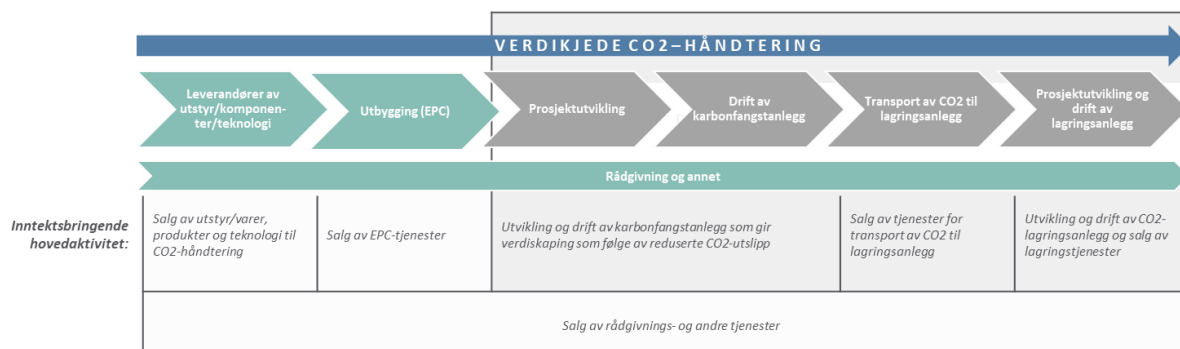 VERDIKJEDE CO2–HÅNDTERING
Leverandører av
utstyr/komponen-
ter/teknologi
Utbygging (EPC)
Prosjektutvikling
Drift av
karbonfangstanlegg
Transport av CO2 til
lagringsanlegg
Prosjektutvikling og
drift av
lagringsanlegg
Rådgivning og annet
Inntektsbringende
hovedaktivitet:
Salg av utstyr/varer,
produkter og teknologi til
CO2-håndtering
Salg av EPC-tjenester
Utvikling og drift av karbonfangstanlegg som gir
verdiskaping som følge av reduserte CO2-utslipp
Salg av tjenester for
transport av CO2 til
lagringsanlegg
Utvikling og drift av CO2-
lagringsanlegg og salg av
lagringstjenester
Salg av rådgivnings- og andre tjenester